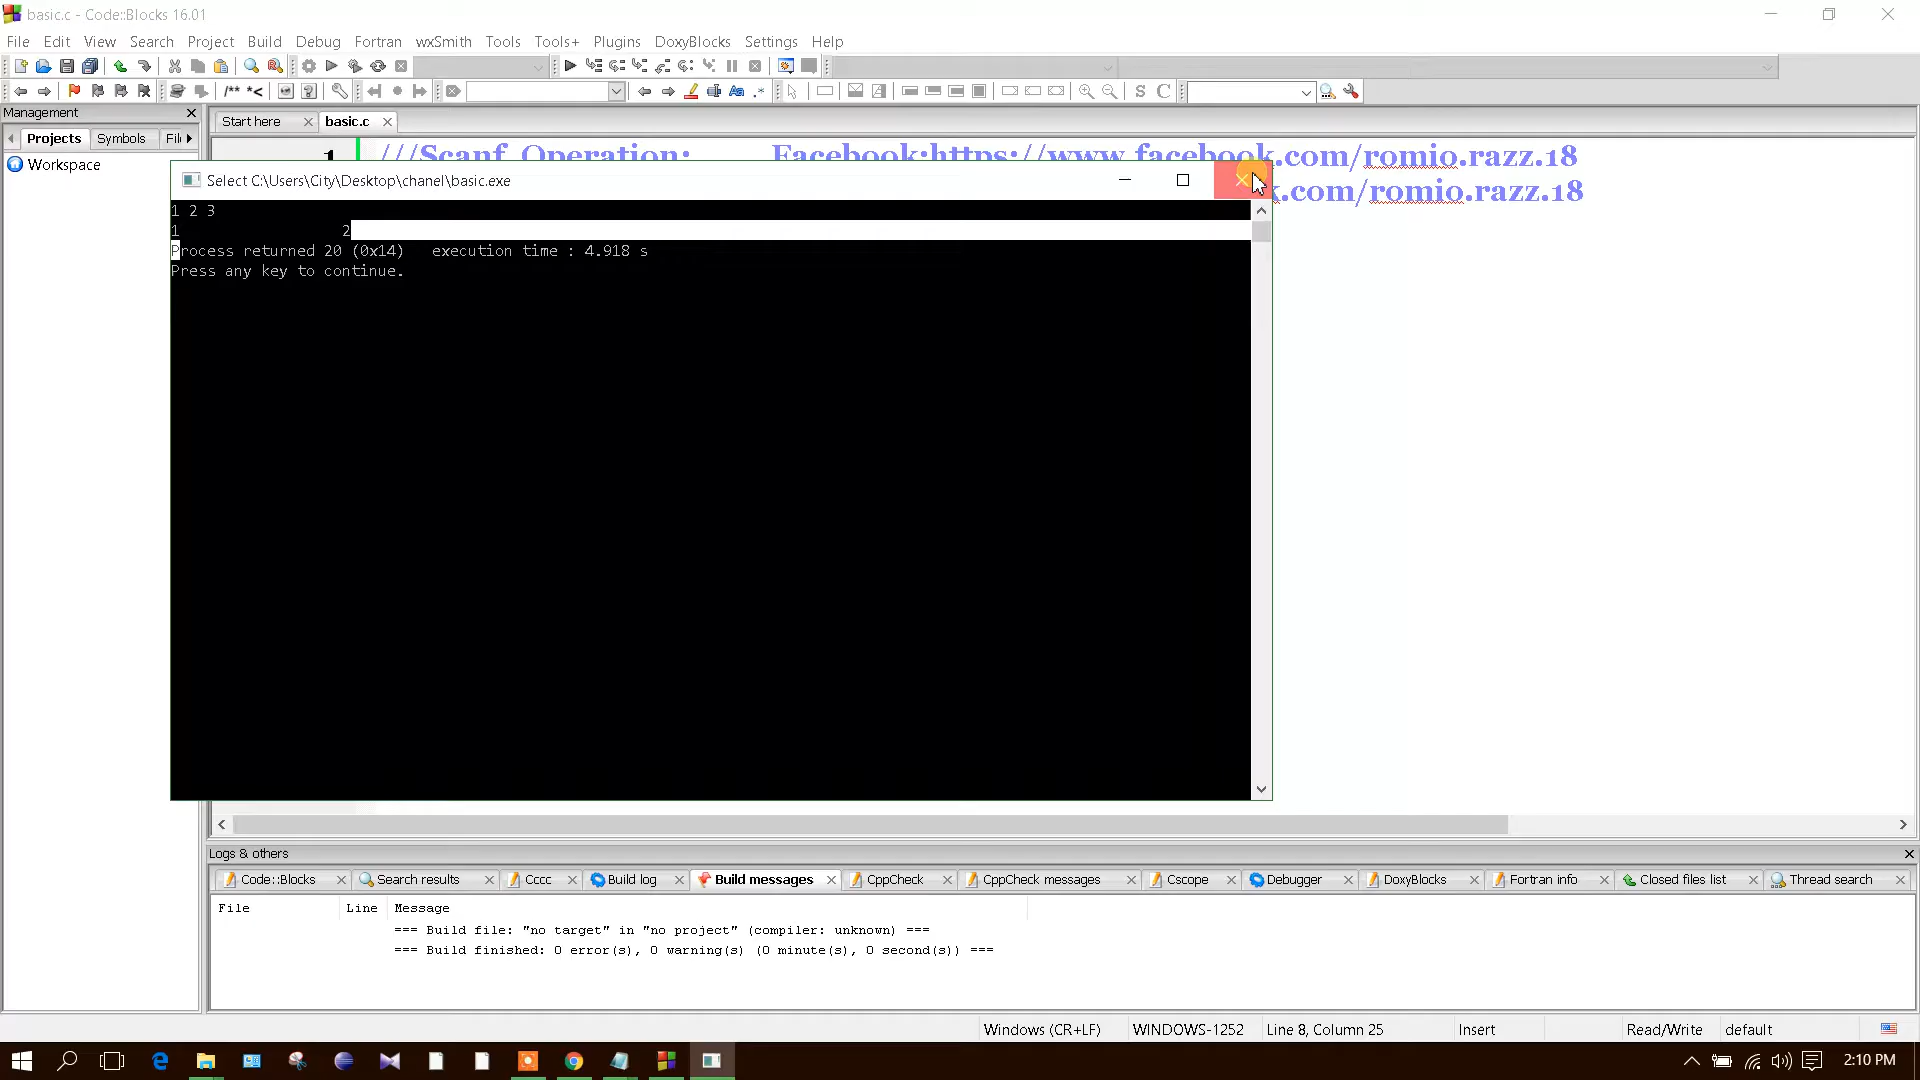 basic.c - Code::Blocks 16.01
File Edit View Search Project Build Debug Fortran wxSmith Tools Tools+ Plugins DoxyBlocks Settings Help
/** *<
Aa .*
S C
Management
Start here basic.c
Projects Symbols Fil
Workspace
1 ///Scanf Operation: Facebook:https://www.facebook.com/romio.razz.18
k.com/romio.razz.18
Select C:\Users\City\Desktop\chanel\basic.exe
1 2 3
1 2
Process returned 20 (0x14) execution time : 4.918 s
Press any key to continue.
Logs & others
Code::Blocks Search results Cccc Build log Build messages CppCheck CppCheck messages Cscope Debugger DoxyBlocks Fortran info Closed files list Thread search
File Line Message
=== Build file: "no target" in "no project" (compiler: unknown) ===
=== Build finished: 0 error(s), 0 warning(s) (0 minute(s), 0 second(s)) ===
Windows (CR+LF) WINDOWS-1252 Line 8, Column 25 Insert Read/Write default
2:10 PM